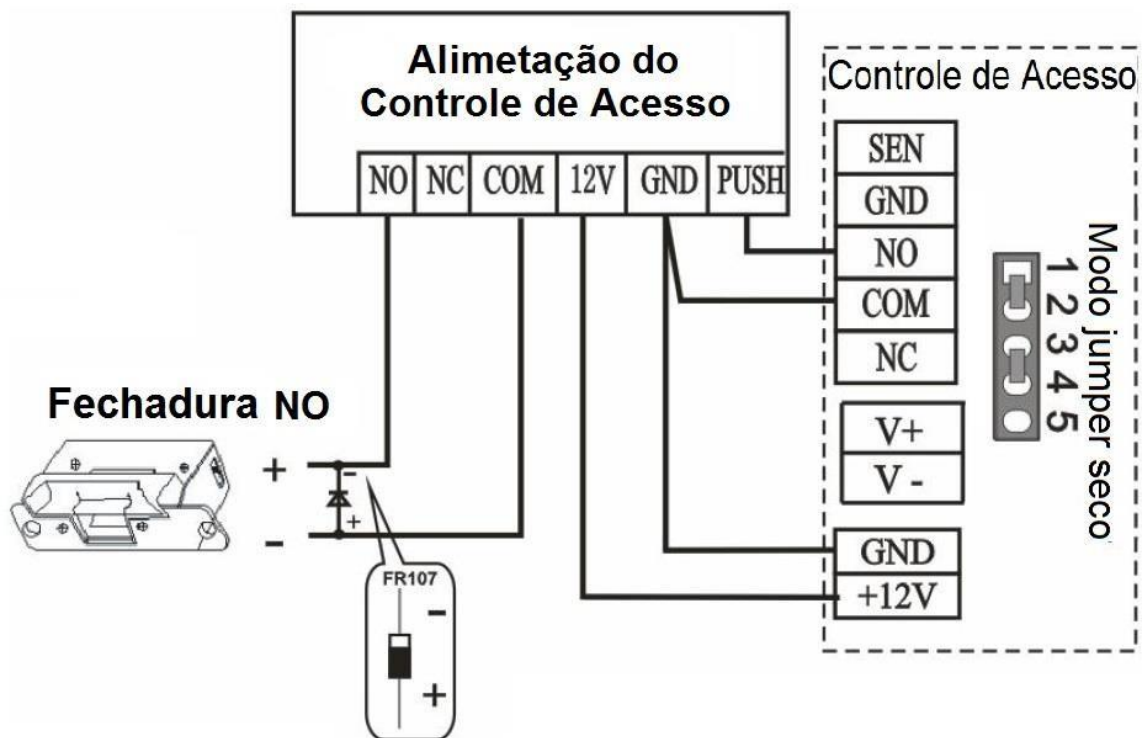 Alimetação do
Controle de Acesso
NO NC COM 12V GND PUSH
Controle de Acesso
SEN
GND
NO
COM
NC
V+
V -
GND
+12V
1 2 3 4 5
Modo jumper seco
Fechadura NO
+
-
-
+
FR107
-
+